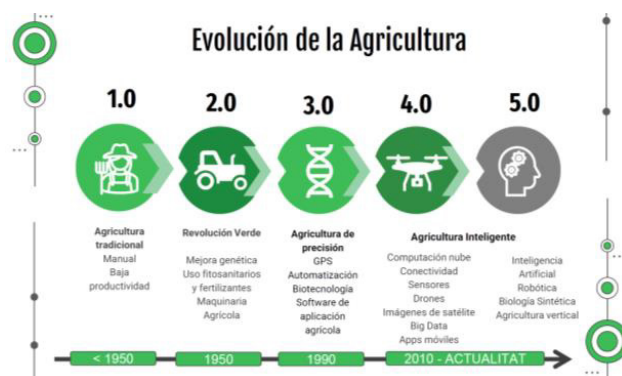 Evolución de la Agricultura
1.0
2.0
3.0
4.0
5.0
Agricultura
tradicional
Manual
Baja
productividad
Revolución Verde
Mejora genética
Uso fitosanitarios
y fertilizantes
Maquinaria
Agrícola
Agricultura de
precisión
GPS
Automatización
Biotecnología
Software de
aplicación
agrícola
Agricultura Inteligente
Computación nube
Conectividad
Sensores
Drones
Imágenes de satélite
Big Data
Apps móviles
Inteligencia
Artificial
Robótica
Biología Sintética
Agricultura vertical
< 1950
1950
1990
2010 - ACTUALITAT